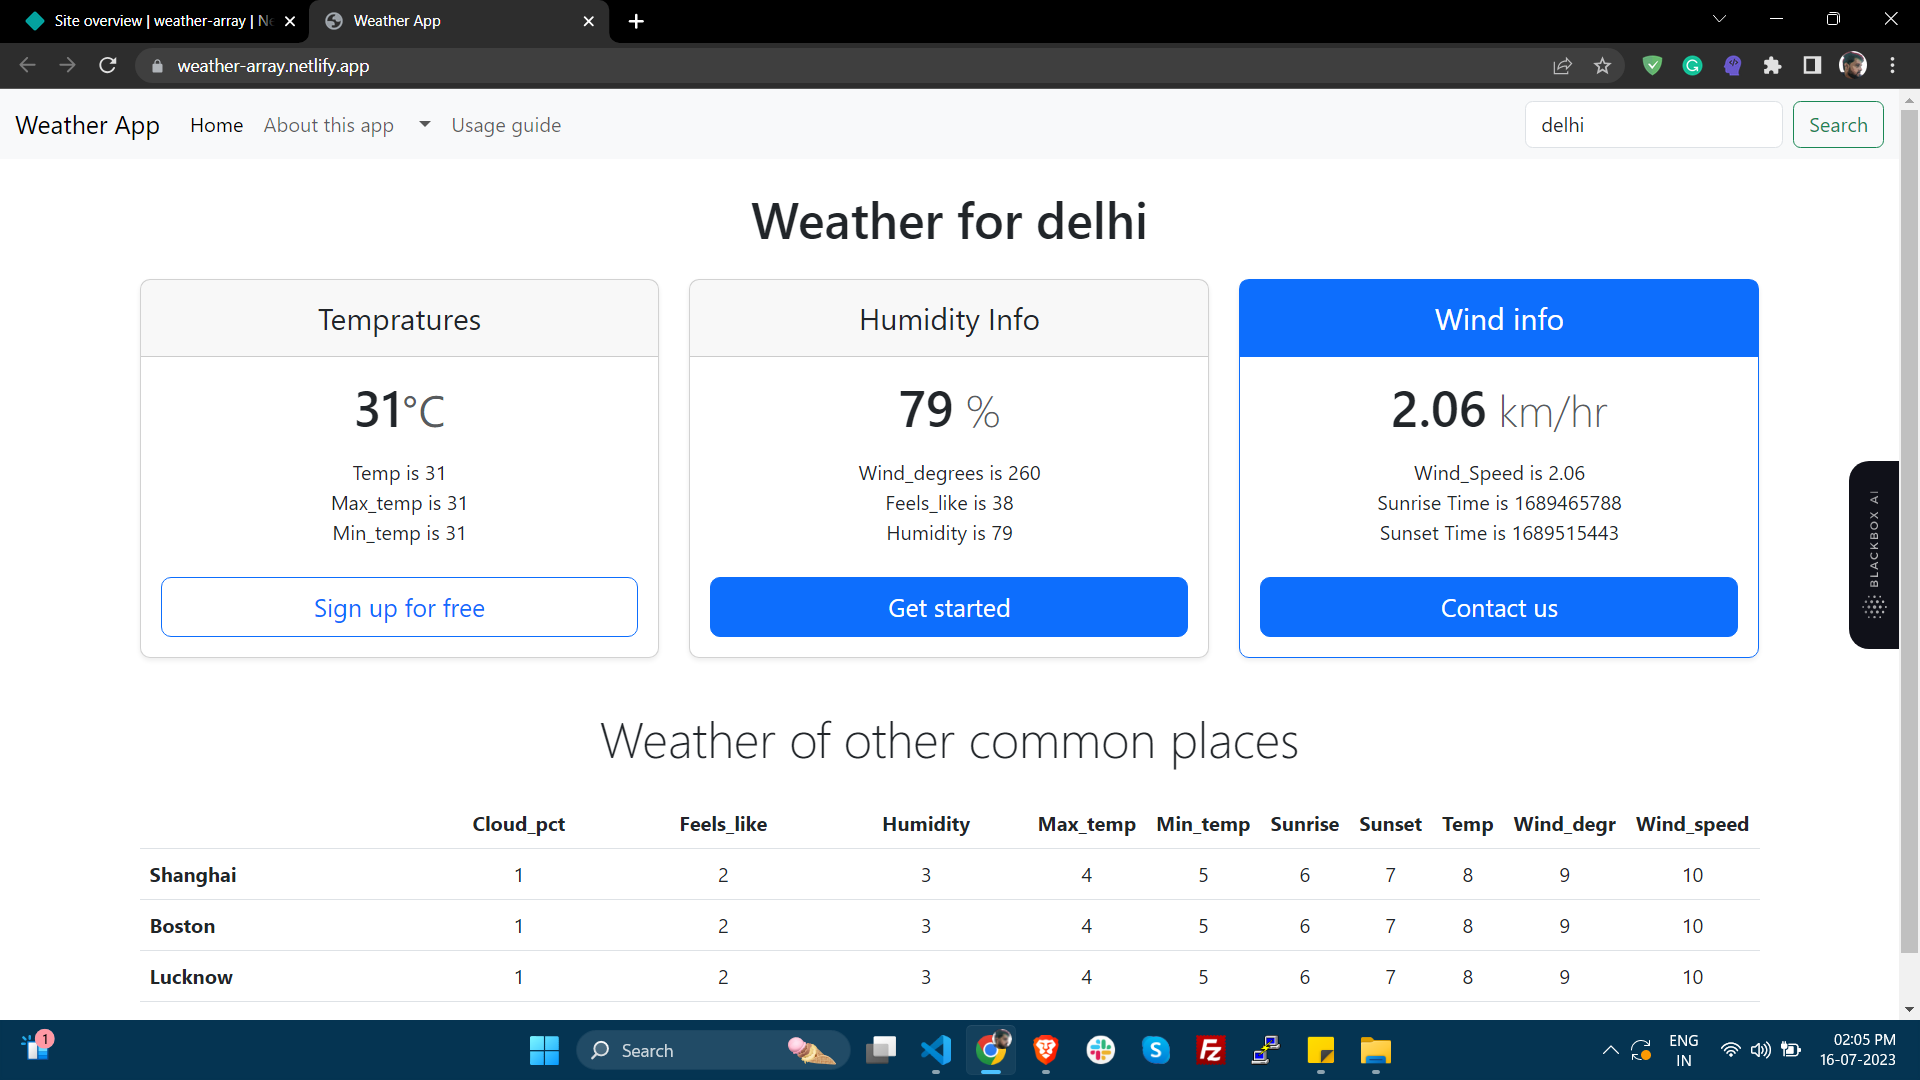 Site overview | weather-array | Ne
Weather App
weather-array.netlify.app
Weather App
Home
About this app
Usage guide
delhi
Search
Weather for delhi
Tempratures
31°C
Temp is 31
Max_temp is 31
Min_temp is 31
Sign up for free
Humidity Info
79 %
Wind_degrees is 260
Feels_like is 38
Humidity is 79
Get started
Wind info
2.06 km/hr
Wind_Speed is 2.06
Sunrise Time is 1689465788
Sunset Time is 1689515443
Contact us
BLACKBOX AI
Weather of other common places
Cloud_pct Feels_like Humidity Max_temp Min_temp Sunrise Sunset Temp Wind_degr Wind_speed
Shanghai 1 2 3 4 5 6 7 8 9 10
Boston 1 2 3 4 5 6 7 8 9 10
Lucknow 1 2 3 4 5 6 7 8 9 10
1
Search
ENG
IN
02:05 PM
16-07-2023